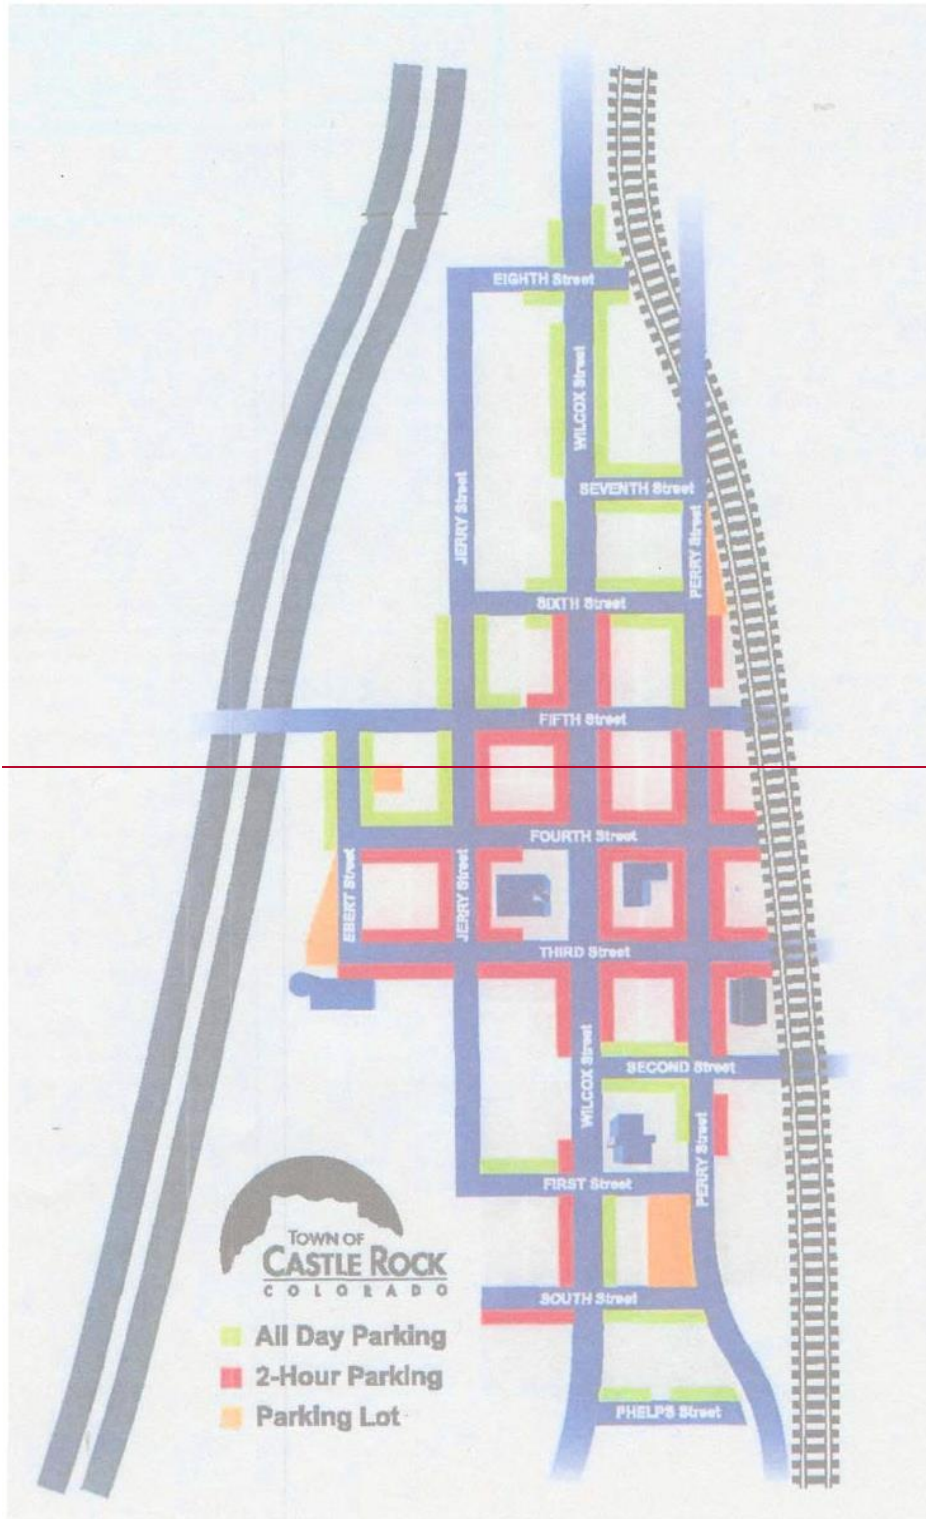 EIGHTH Street
WILCOX Street
SEVENTH Street
JERRY Street
PERRY Street
SIXTH Street
FIFTH Street
FOURTH Street
EBERT Street
JERRY Street
THIRD Street
WILCOX Street
SECOND Street
PERRY Street
FIRST Street
TOWN OF
CASTLE ROCK
COLORADO
SOUTH Street
All Day Parking
2-Hour Parking
Parking Lot
PHELPS Street